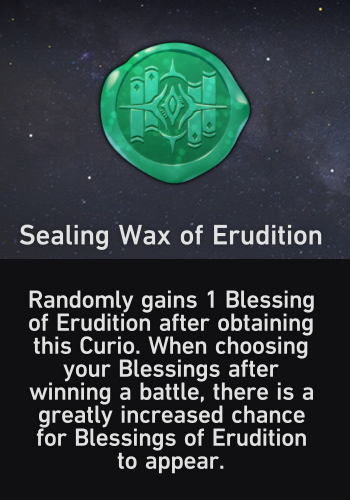 Sealing Wax of Erudition
Randomly gains 1 Blessing
of Erudition after obtaining
this Curio. When choosing
your Blessings after
winning a battle, there is a
greatly increased chance
for Blessings of Erudition
to appear.